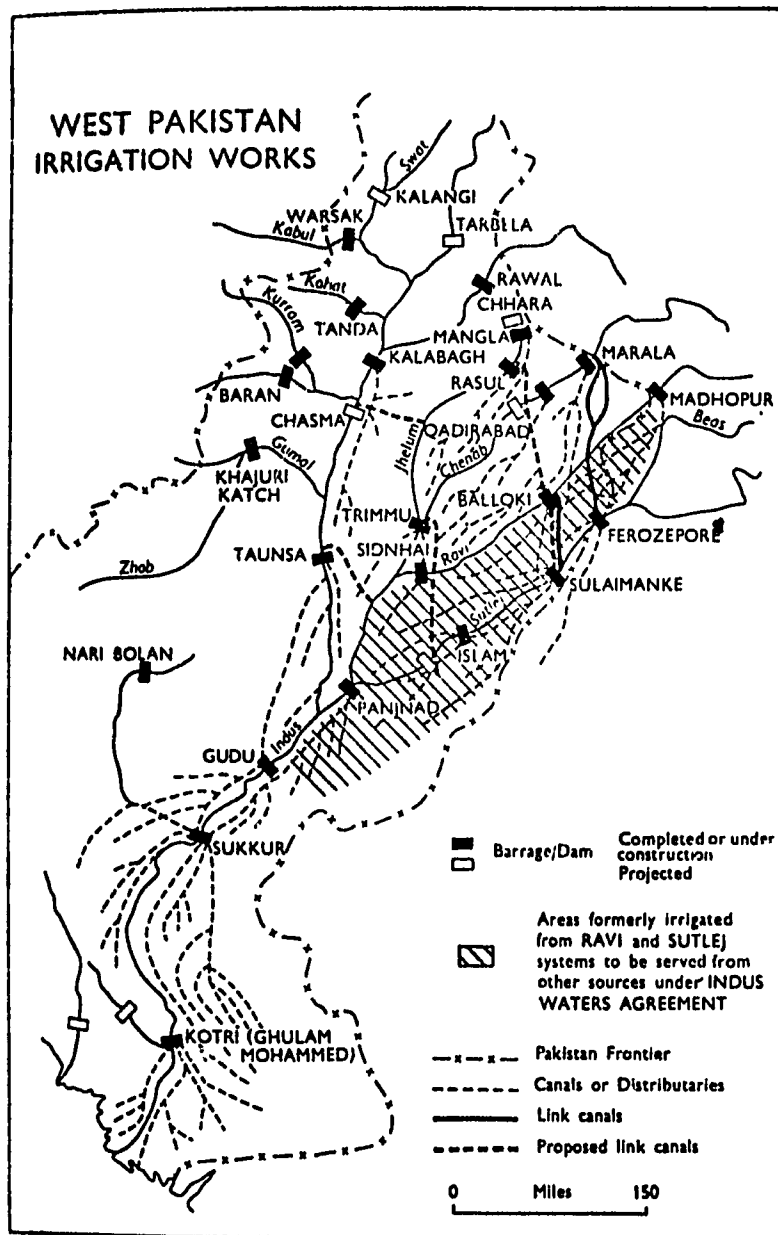 WEST PAKISTAN
IRRIGATION WORKS
Swat
KALANGI
WARSAK
TARBELA
Kabul
RAWAL
Kohat
CHHARA
Kurram
TANDA
MANGLA
KALABAGH
MARALA
RASUL
BARAN
MADHOPUR
CHASMA
Beas
QADIRABAD
Jhelum
Chenab
Gumal
KHAJURI
KATCH
BALLOKI
TRIMMU
FEROZEPORE
SIDNHAI
Ravi
TAUNSA
Zhob
SULAIMANKE
Sutlej
NARI BOLAN
ISLAM
PANJNAD
Indus
GUDU
SUKKUR
Barrage/Dam
Completed or under
construction
Projected
Areas formerly irrigated
from RAVI and SUTLEJ
systems to be served from
other sources under INDUS
WATERS AGREEMENT
KOTRI (GHULAM
MOHAMMED)
Pakistan Frontier
Canals or Distributaries
Link canals
Proposed link canals
0 Miles 150